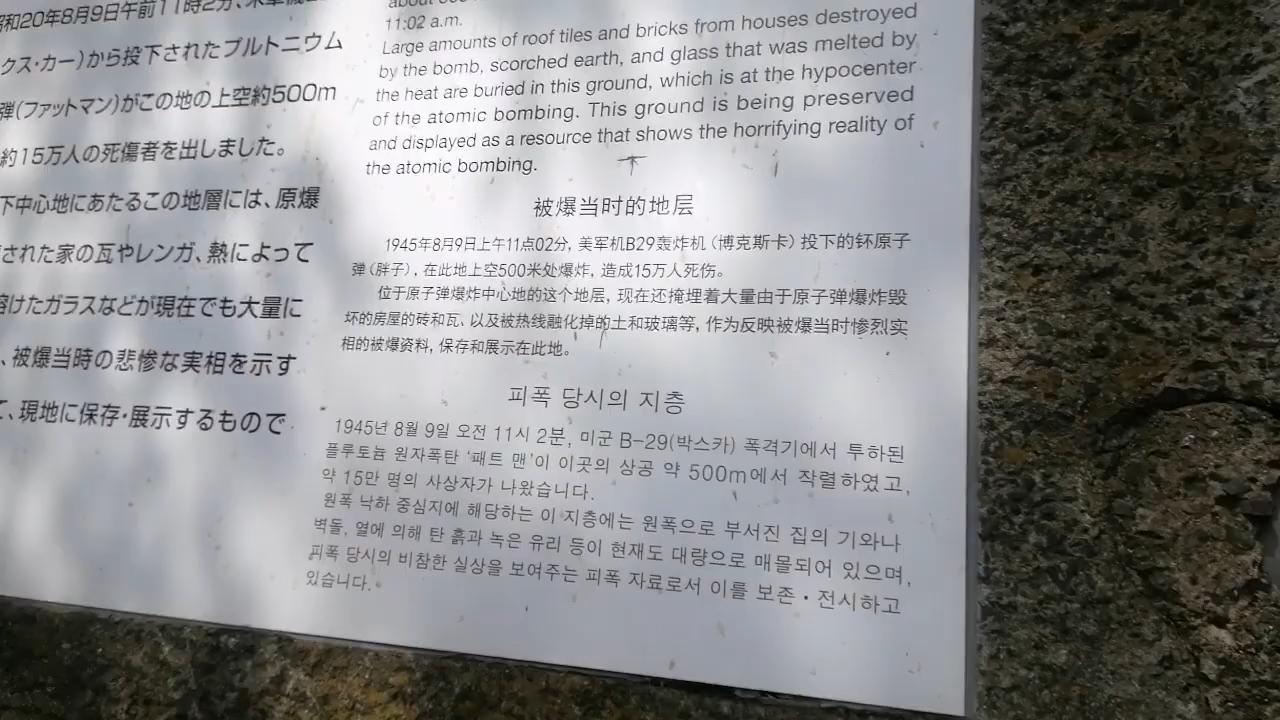 昭和20年8月9日午前11時2分、米軍機
クス・カー）から投下されたプルトニウム
弾（ファットマン）がこの地の上空約500m
約15万人の死傷者を出しました。
下中心地にあたるこの地層には、原爆
された家の瓦やレンガ、熱によって
溶けたガラスなどが現在でも大量に
、被爆当時の悲惨な実相を示す
て、現地に保存・展示するもので
about
11:02 a.m.
Large amounts of roof tiles and bricks from houses destroyed
by the bomb, scorched earth, and glass that was melted by
the heat are buried in this ground, which is at the hypocenter
of the atomic bombing. This ground is being preserved
and displayed as a resource that shows the horrifying reality of
the atomic bombing.
被爆当时的地层
1945年8月9日上午11点02分, 美军机B29轰炸机（博克斯卡）投下的钚原子
弹（胖子）, 在此地上空500米处爆炸, 造成15万人死伤。
位于原子弹爆炸中心地的这个地层, 现在还掩埋着大量由于原子弹爆炸毁
坏的房屋的砖和瓦、以及被热线融化掉的土和玻璃等, 作为反映被爆当时惨烈实
相的被爆资料, 保存和展示在此地。
피폭 당시의 지층
1945년 8월 9일 오전 11시 2분, 미군 B-29(박스카) 폭격기에서 투하된
플루토늄 원자폭탄 ‘패트 맨’이 이곳의 상공 약 500m에서 작렬하였고,
약 15만 명의 사상자가 나왔습니다.
원폭 낙하 중심지에 해당하는 이 지층에는 원폭으로 부서진 집의 기와나
벽돌, 열에 의해 탄 흙과 녹은 유리 등이 현재도 대량으로 매몰되어 있으며,
피폭 당시의 비참한 실상을 보여주는 피폭 자료로서 이를 보존・전시하고
있습니다.